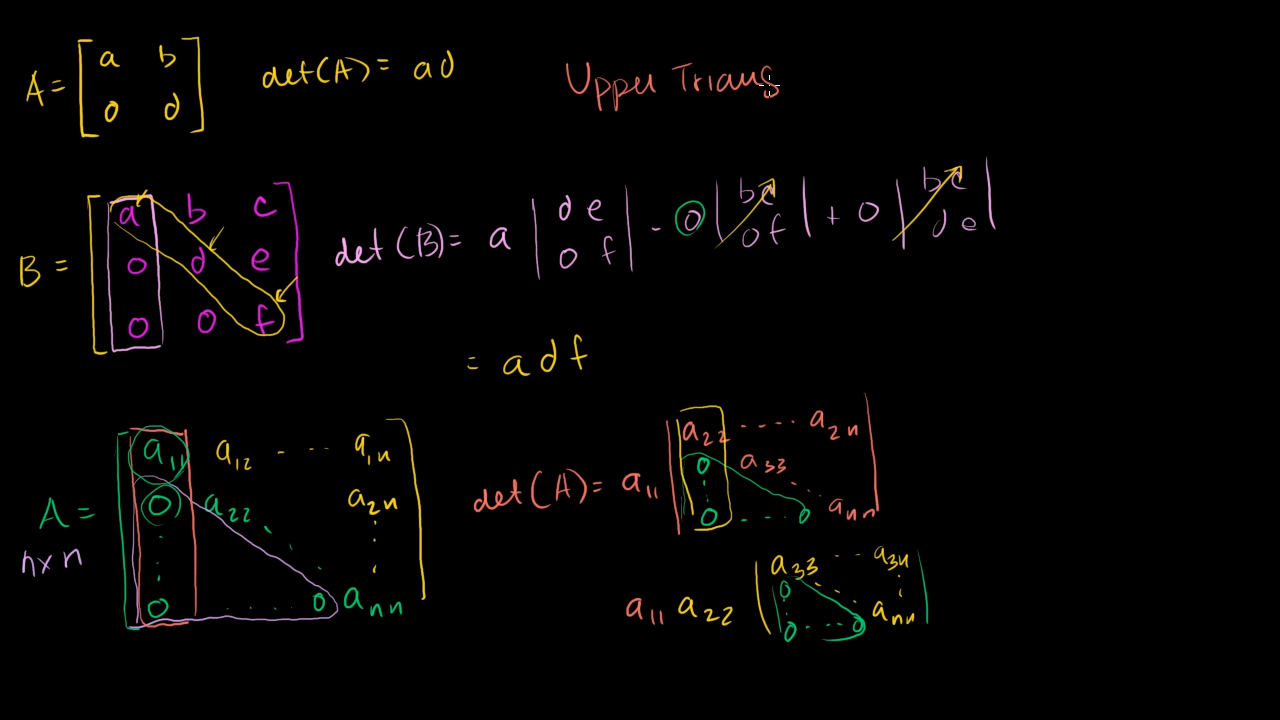 A = [ a b det(A) = ad Upper Triang
0 d ]
B = [ a b c
0 d e
0 0 f ]
det(B) = a | d e | - 0 | b c | + 0 | b c |
0 f 0 f d e
= adf
A = [ a₁₁ a₁₂ - ··· a₁ₙ
n×n 0 a₂₂ ·. a₂ₙ
⋮ ⋮
0 ····· 0 aₙₙ ]
det(A) = a₁₁ | a₂₂ ···· a₂ₙ |
0 a₃₃ ·.
⋮
0 ···· 0 aₙₙ
a₁₁ a₂₂ | a₃₃ ··· a₃ₙ |
0 ·. ⋮
0 ···· 0 aₙₙ